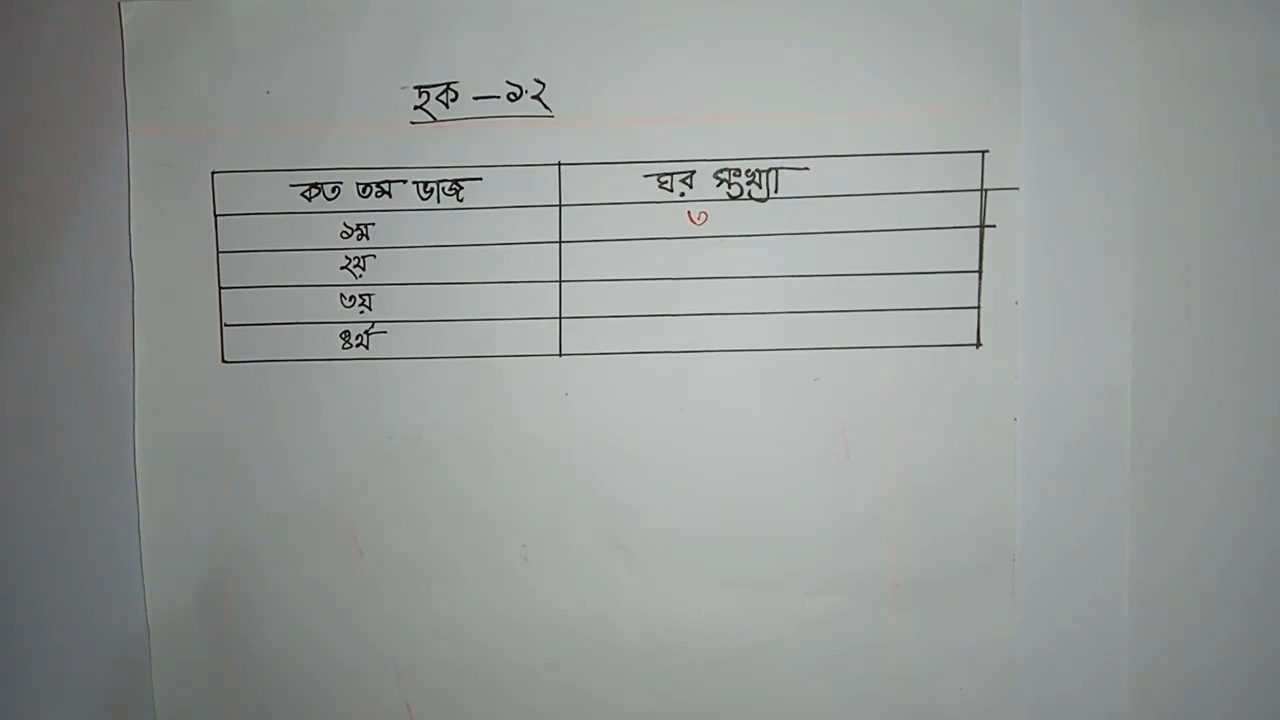 ছক – ১.২
কত তম ভাজ ঘর সংখ্যা
১ম ৩
২য়
৩য়
৪র্থ